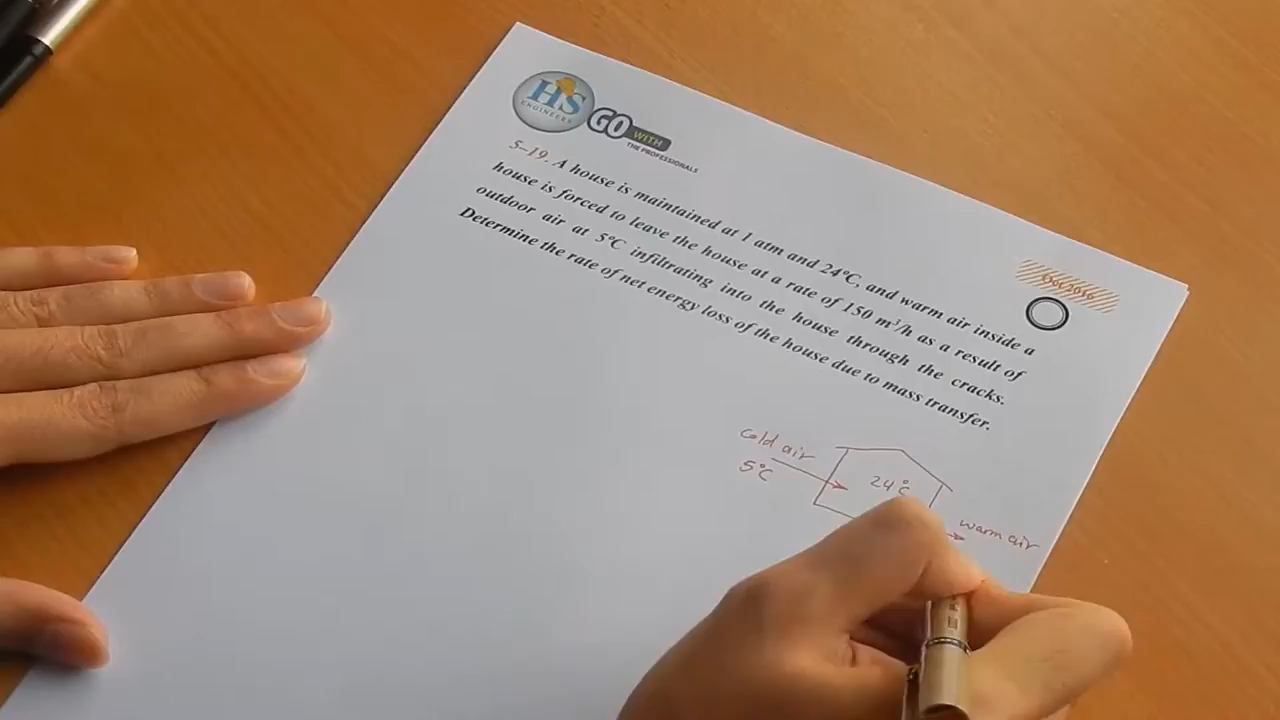 HS
ENGINEERS
GO WITH
THE PROFESSIONALS
5-19. A house is maintained at 1 atm and 24°C, and warm air inside a
house is forced to leave the house at a rate of 150 m³/h as a result of
outdoor air at 5°C infiltrating into the house through the cracks.
Determine the rate of net energy loss of the house due to mass transfer.
Oct 2016
cold air
5°C
24°C
warm air